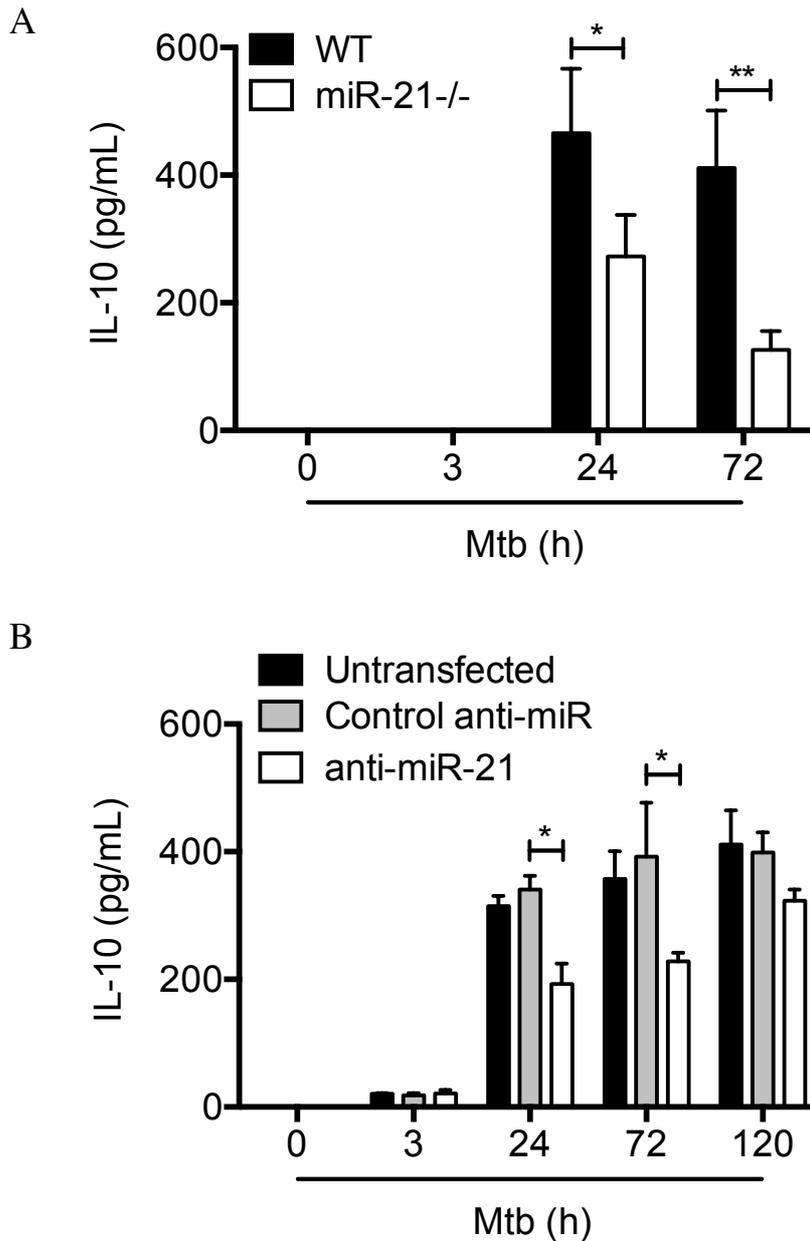 A
600
400
200
0
IL-10 (pg/mL)
WT
miR-21-/-
*
**
0 3 24 72
Mtb (h)
B
Untransfected
Control anti-miR
anti-miR-21
600
400
200
0
IL-10 (pg/mL)
*
*
0 3 24 72 120
Mtb (h)